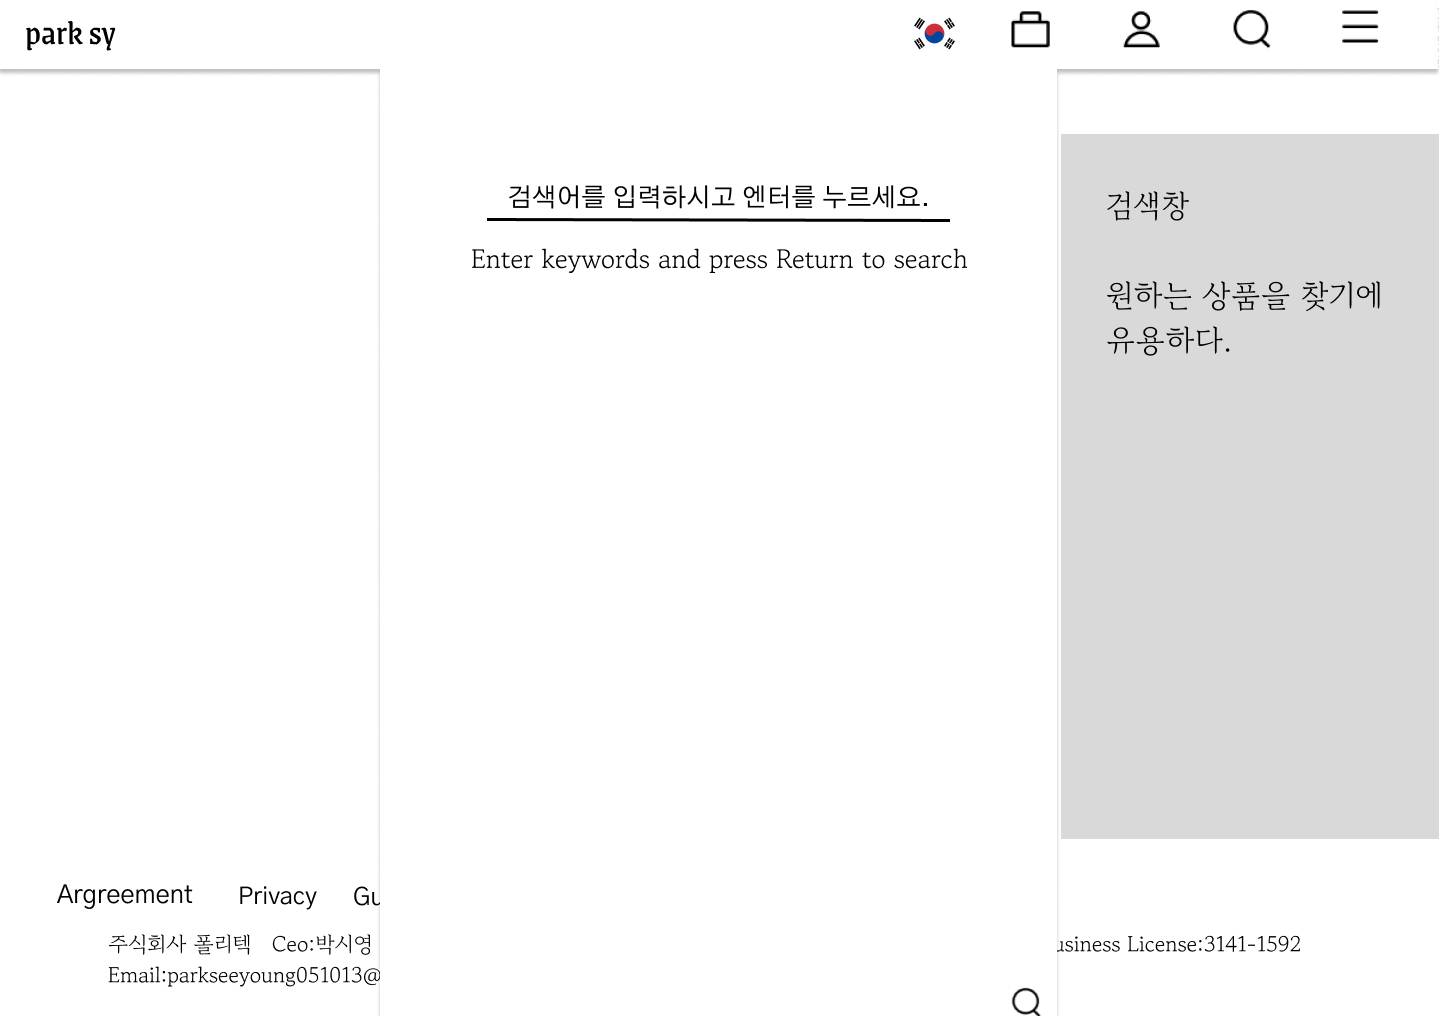 park sy
검색어를 입력하시고 엔터를 누르세요.
Enter keywords and press Return to search
검색창
원하는 상품을 찾기에
유용하다.
Argreement Privacy
주식회사 폴리텍 Ceo:박시영 License:3141-1592
Email:parkseeyoung051013@